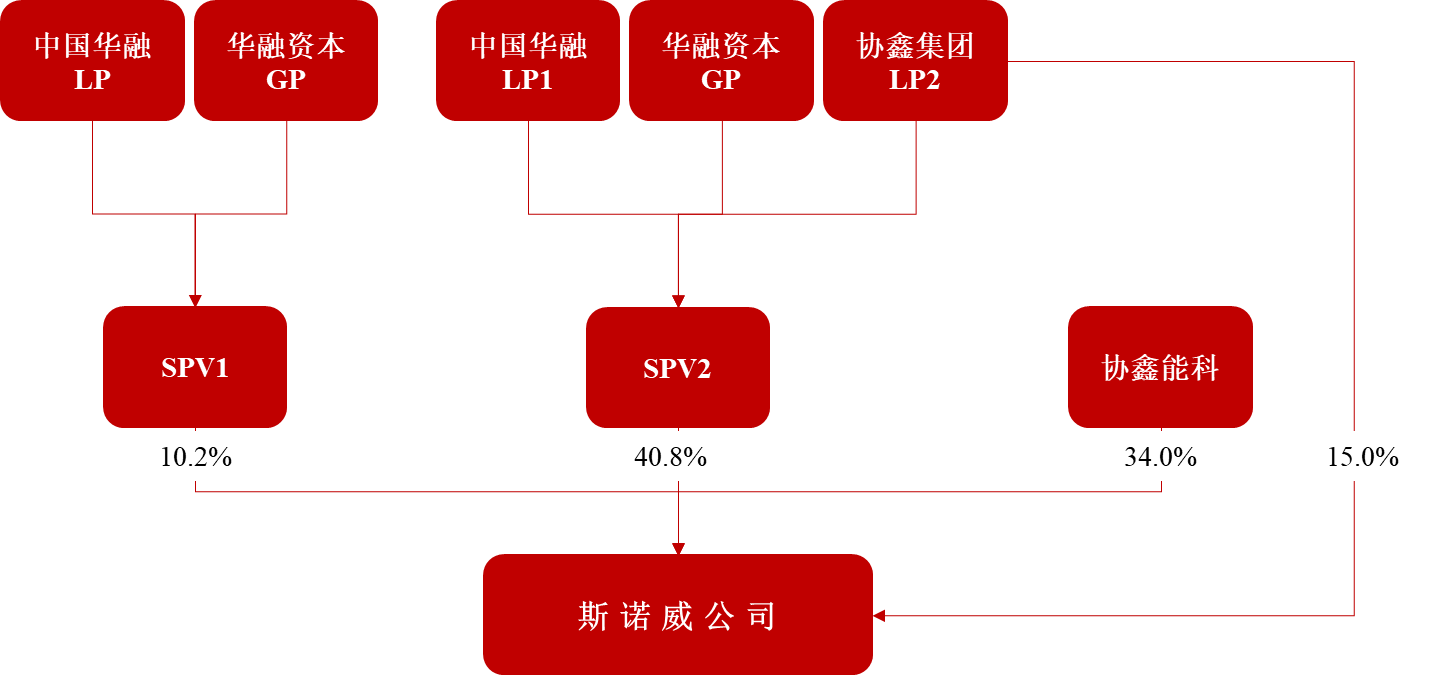 中国华融
LP
华融资本
GP
中国华融
LP1
华融资本
GP
协鑫集团
LP2
SPV1
SPV2
协鑫能科
10.2%
40.8%
34.0%
15.0%
斯诺威公司